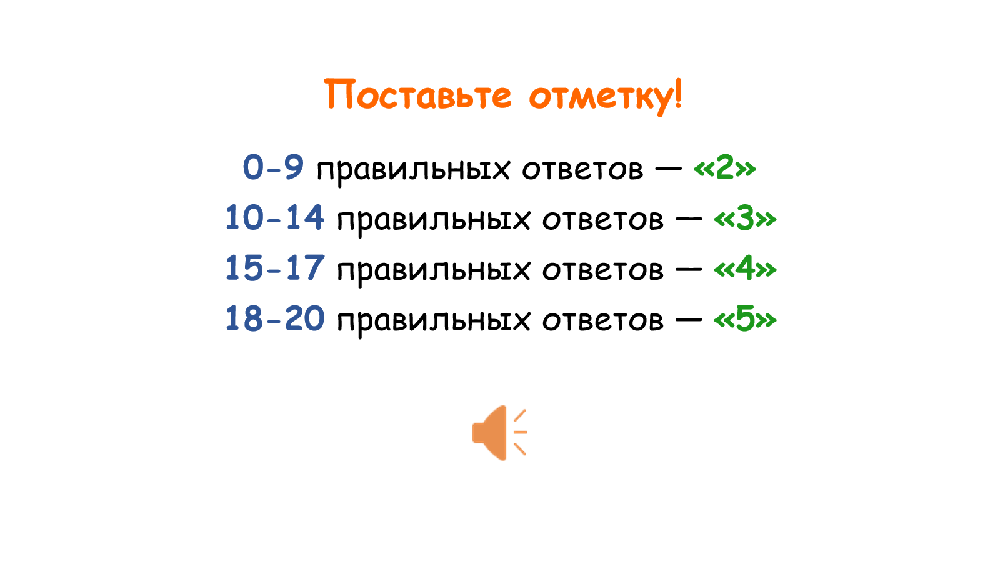 Поставьте отметку!
0-9 правильных ответов — «2»
10-14 правильных ответов — «3»
15-17 правильных ответов — «4»
18-20 правильных ответов — «5»